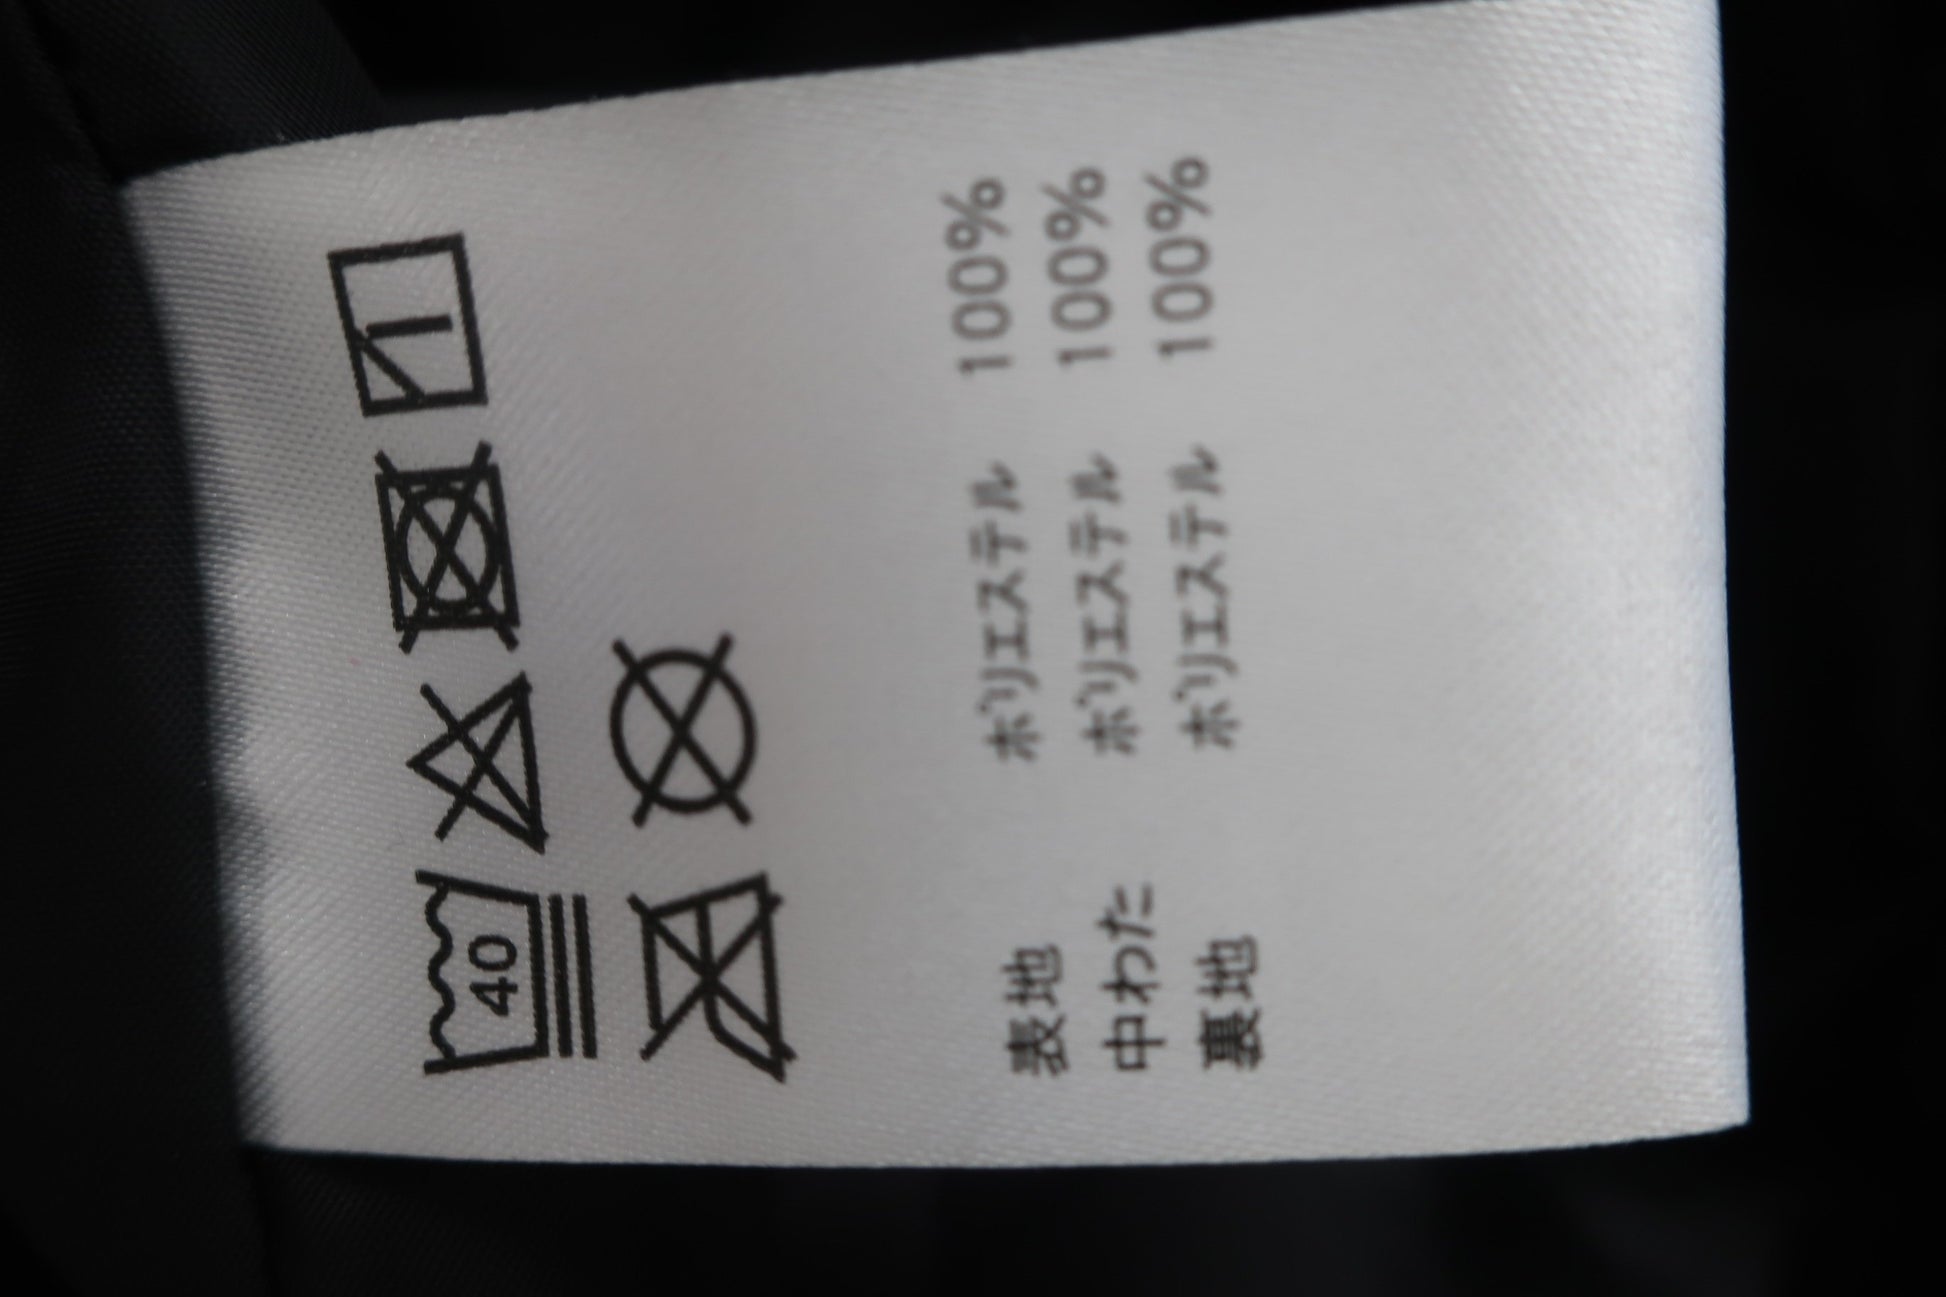 40
表地 ポリエステル 100%
中わた ポリエステル 100%
裏地 ポリエステル 100%